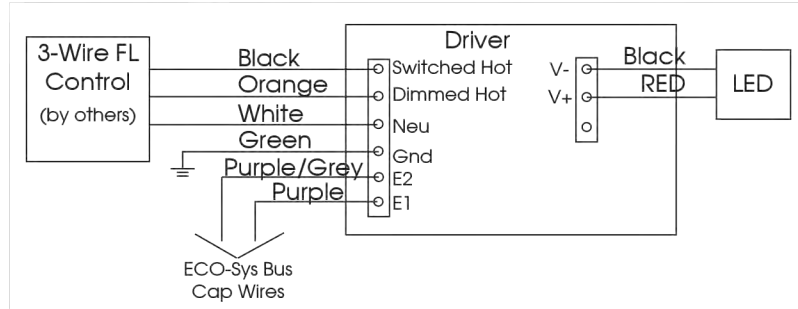 3-Wire FL
Control
(by others)
Black
Orange
White
Green
Purple/Grey
Purple
Driver
Switched Hot
Dimmed Hot
Neu
Gnd
E2
E1
V-
V+
Black
RED
LED
ECO-Sys Bus
Cap Wires